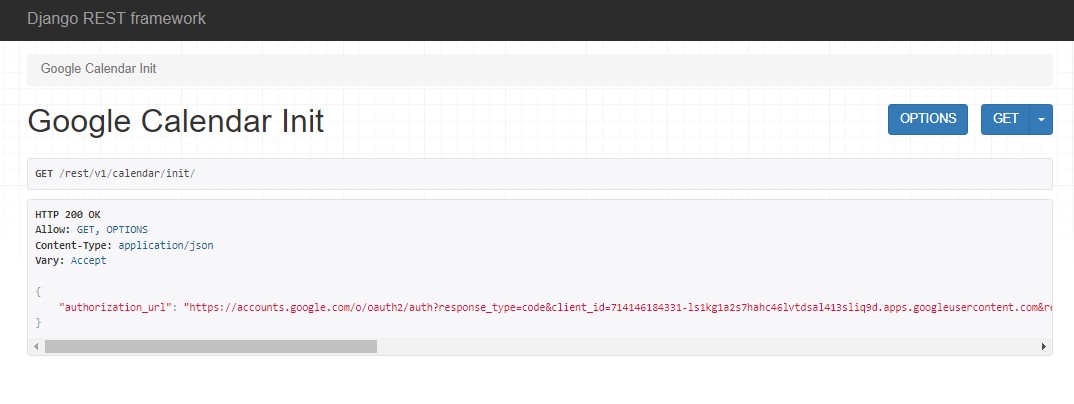 Django REST framework
Google Calendar Init
Google Calendar Init
OPTIONS
GET
GET /rest/v1/calendar/init/
HTTP 200 OK
Allow: GET, OPTIONS
Content-Type: application/json
Vary: Accept
{
"authorization_url": "https://accounts.google.com/o/oauth2/auth?response_type=code&client_id=714146184331-ls1kg1a2s7hahc46lvtdsal413sliq9d.apps.googleusercontent.com&re
}